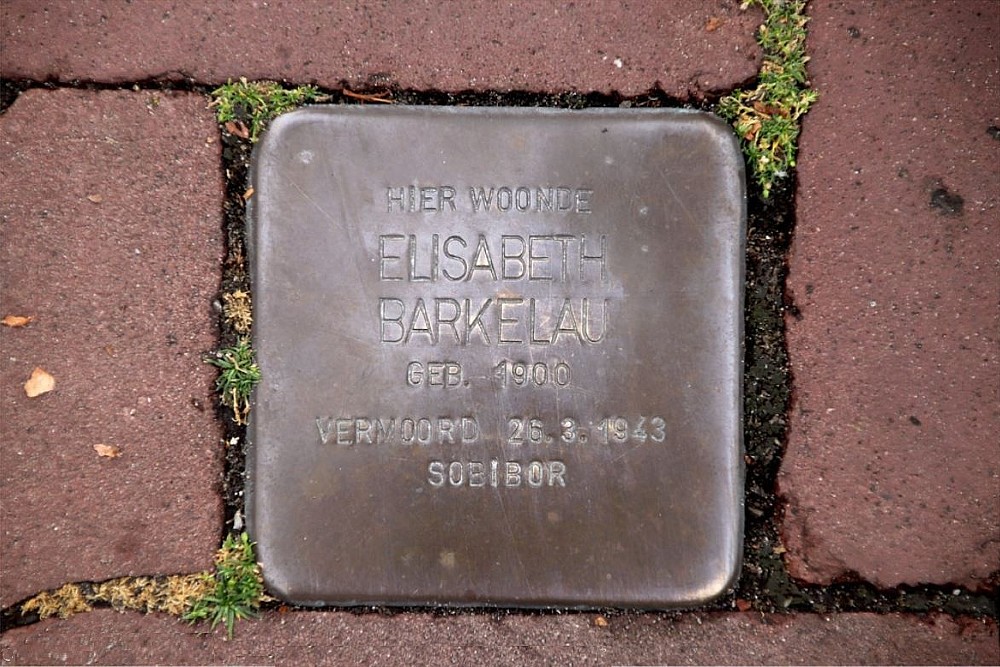 HIER WOONDE
ELISABETH
BARKELAU
GEB. 1900
VERMOORD 26.3.1943
SOBIBOR